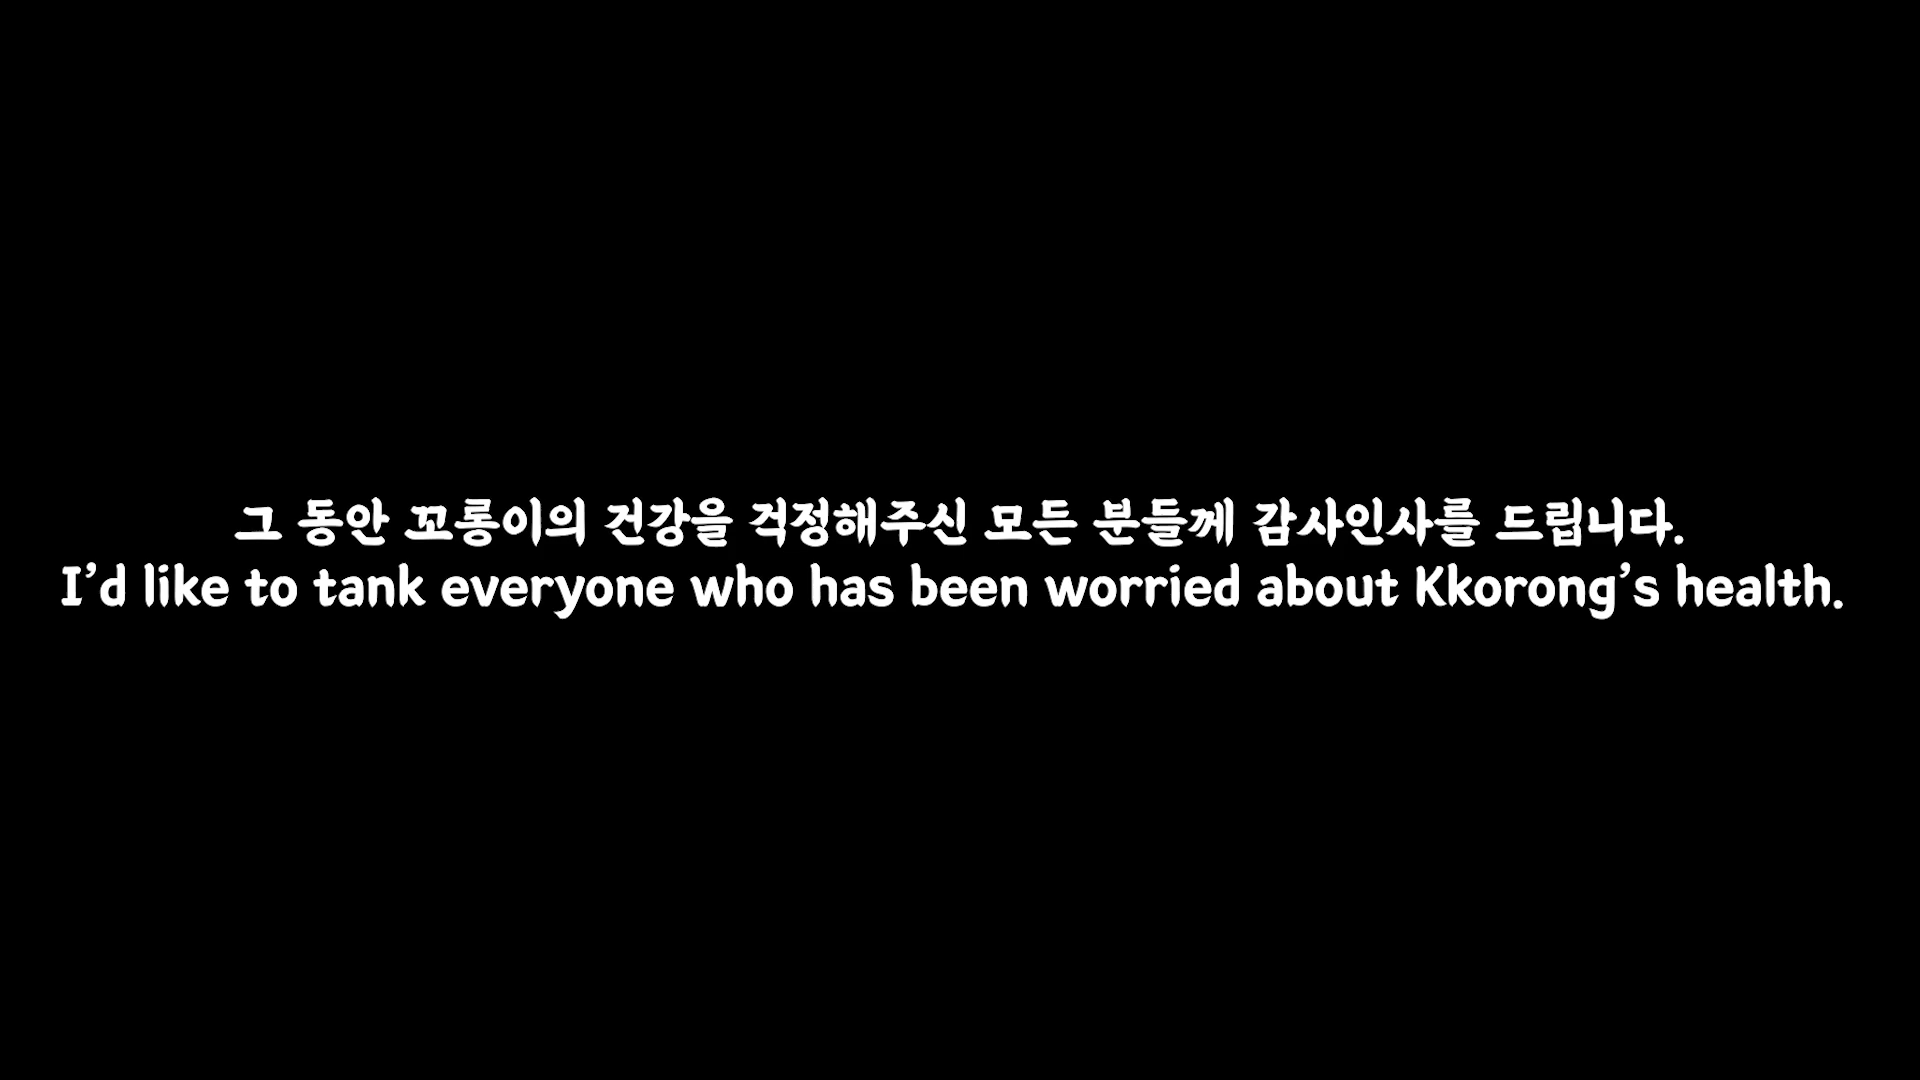 그 동안 꼬롱이의 건강을 걱정해주신 모든 분들께 감사인사를 드립니다.
I’d like to tank everyone who has been worried about Kkorong’s health.